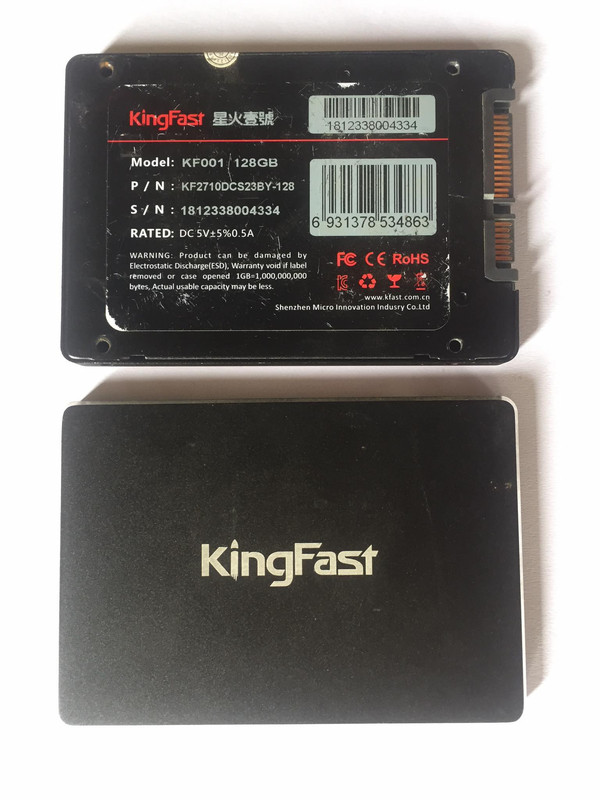 KingFast 星火壹號
1812338004334
Model: KF001 128GB
P / N : KF2710DCS23BY-128
S / N : 1812338004334
6 931378 534863
RATED: DC 5V±5%0.5A
WARNING: Product can be damaged by
Electrostatic Discharge(ESD), Warranty void if label
removed or case opened 1GB=1,000,000,000
bytes, Actual usable capacity may be less.
FC CE RoHS
www.kfast.com.cn
Shenzhen Micro Innovation Indusry Co.Ltd
KingFast